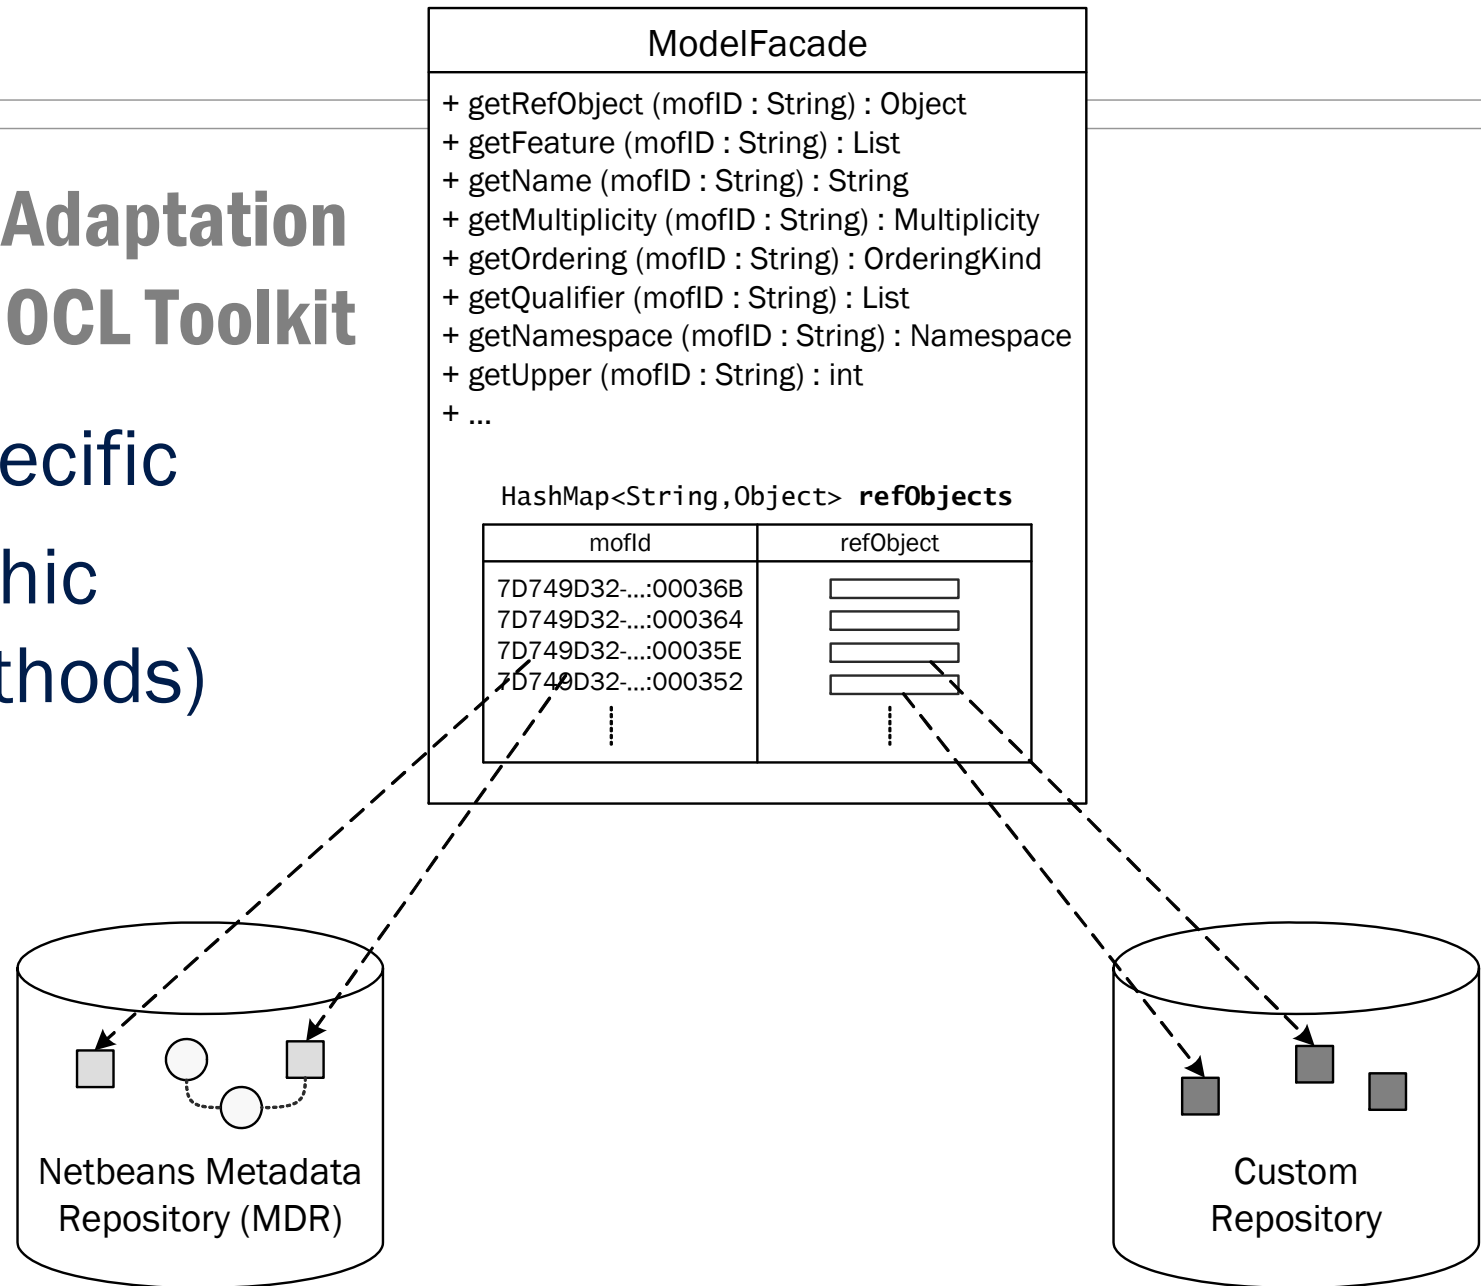 Adaptation
OCL Toolkit
ecific
hic
thods)
ModelFacade
+ getRefObject (mofID : String) : Object
+ getFeature (mofID : String) : List
+ getName (mofID : String) : String
+ getMultiplicity (mofID : String) : Multiplicity
+ getOrdering (mofID : String) : OrderingKind
+ getQualifier (mofID : String) : List
+ getNamespace (mofID : String) : Namespace
+ getUpper (mofID : String) : int
+ ...
HashMap<String,Object> refObjects
mofId refObject
7D749D32-...:00036B
7D749D32-...:000364
7D749D32-...:00035E
7D749D32-...:000352
Netbeans Metadata
Repository (MDR)
Custom
Repository